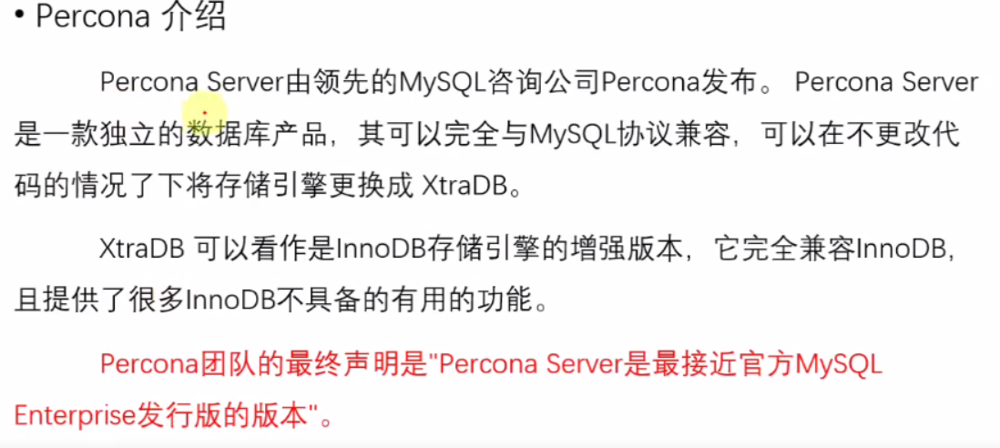 • Percona 介绍
Percona Server由领先的MySQL咨询公司Percona发布。 Percona Server
是一款独立的数据库产品，其可以完全与MySQL协议兼容，可以在不更改代
码的情况了下将存储引擎更换成 XtraDB。
XtraDB 可以看作是InnoDB存储引擎的增强版本，它完全兼容InnoDB,
且提供了很多InnoDB不具备的有用的功能。
Percona团队的最终声明是"Percona Server是最接近官方MySQL
Enterprise发行版的版本"。